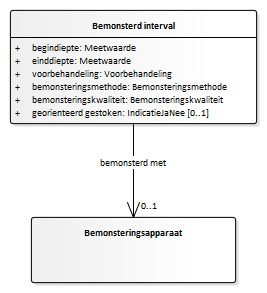 Bemonsterd interval
+ begindiepte: Meetwaarde
+ einddiepte: Meetwaarde
+ voorbehandeling: Voorbehandeling
+ bemonsteringsmethode: Bemonsteringsmethode
+ bemonsteringskwaliteit: Bemonsteringskwaliteit
+ georienteerd gestoken: IndicatieJaNee [0..1]
bemonsterd met
0..1
Bemonsteringsapparaat